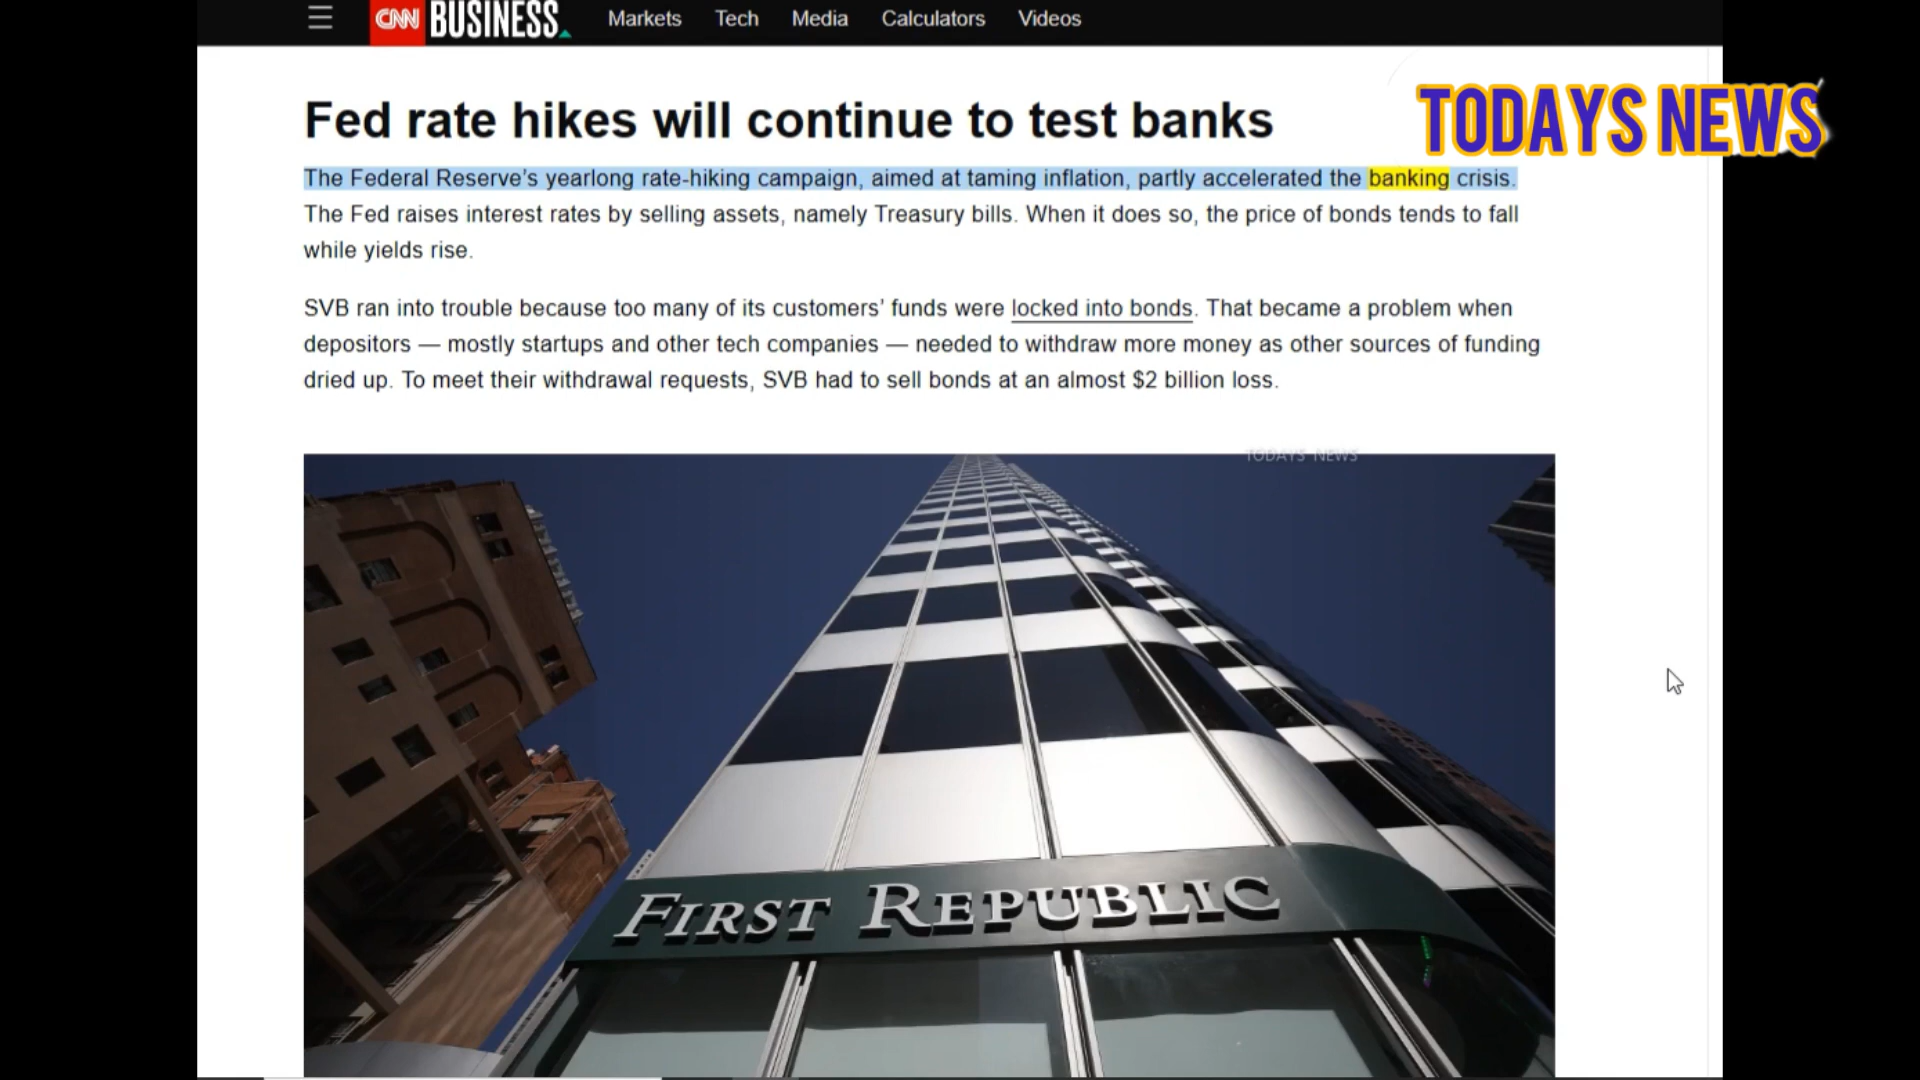 CNN BUSINESS Markets Tech Media Calculators Videos
TODAYS NEWS
Fed rate hikes will continue to test banks
The Federal Reserve’s yearlong rate-hiking campaign, aimed at taming inflation, partly accelerated the banking crisis.
The Fed raises interest rates by selling assets, namely Treasury bills. When it does so, the price of bonds tends to fall
while yields rise.
SVB ran into trouble because too many of its customers’ funds were locked into bonds. That became a problem when
depositors — mostly startups and other tech companies — needed to withdraw more money as other sources of funding
dried up. To meet their withdrawal requests, SVB had to sell bonds at an almost $2 billion loss.
TODAYS NEWS
FIRST REPUBLIC